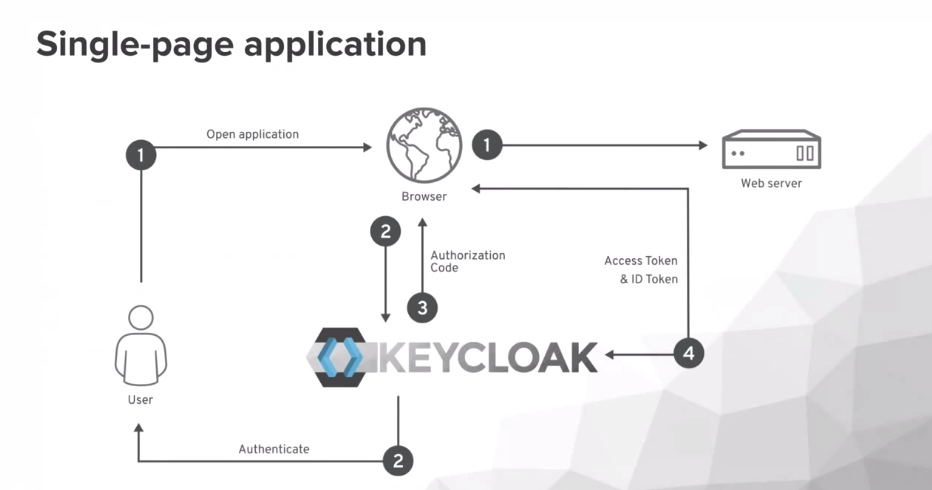 Single-page application
Open application
1
1
Browser
Web server
2
Authorization
Code
3
Access Token
& ID Token
4
KEYCLOAK
User
Authenticate
2